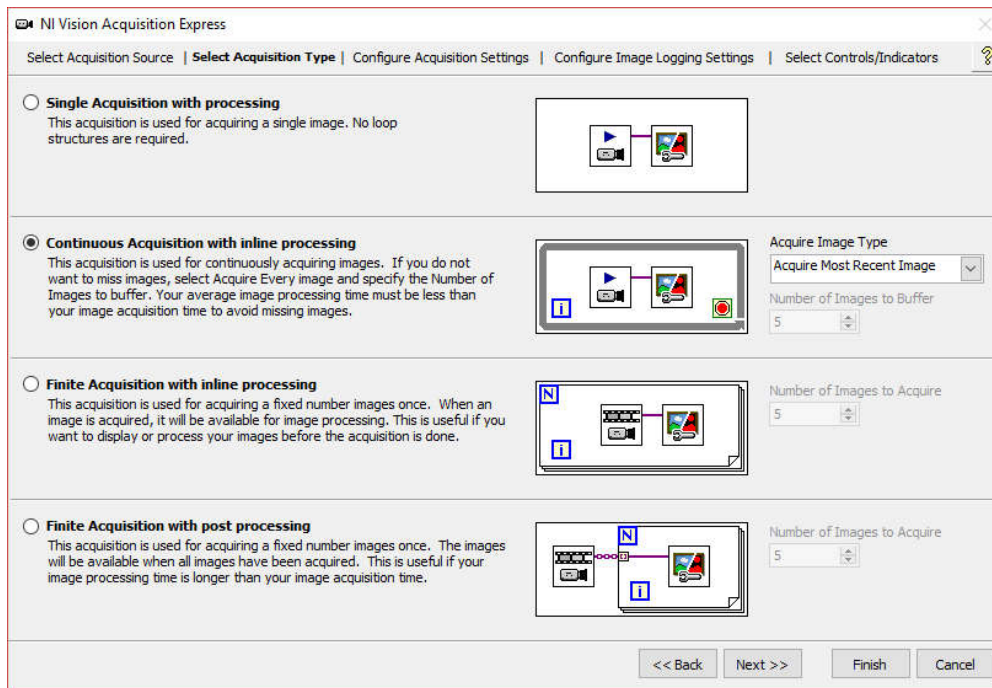 NI Vision Acquisition Express
Select Acquisition Source | Select Acquisition Type | Configure Acquisition Settings | Configure Image Logging Settings | Select Controls/Indicators ?
Single Acquisition with processing
This acquisition is used for acquiring a single image. No loop
structures are required.
Continuous Acquisition with inline processing
This acquisition is used for continuously acquiring images. If you do not
want to miss images, select Acquire Every image and specify the Number of
Images to buffer. Your average image processing time must be less than
your image acquisition time to avoid missing images.
i
Acquire Image Type
Acquire Most Recent Image
Number of Images to Buffer
5
Finite Acquisition with inline processing
This acquisition is used for acquiring a fixed number images once. When an
image is acquired, it will be available for image processing. This is useful if you
want to display or process your images before the acquisition is done.
N
i
Number of Images to Acquire
5
Finite Acquisition with post processing
This acquisition is used for acquiring a fixed number images once. The images
will be available when all images have been acquired. This is useful if your
image processing time is longer than your image acquisition time.
N
i
Number of Images to Acquire
5
<< Back Next >> Finish Cancel